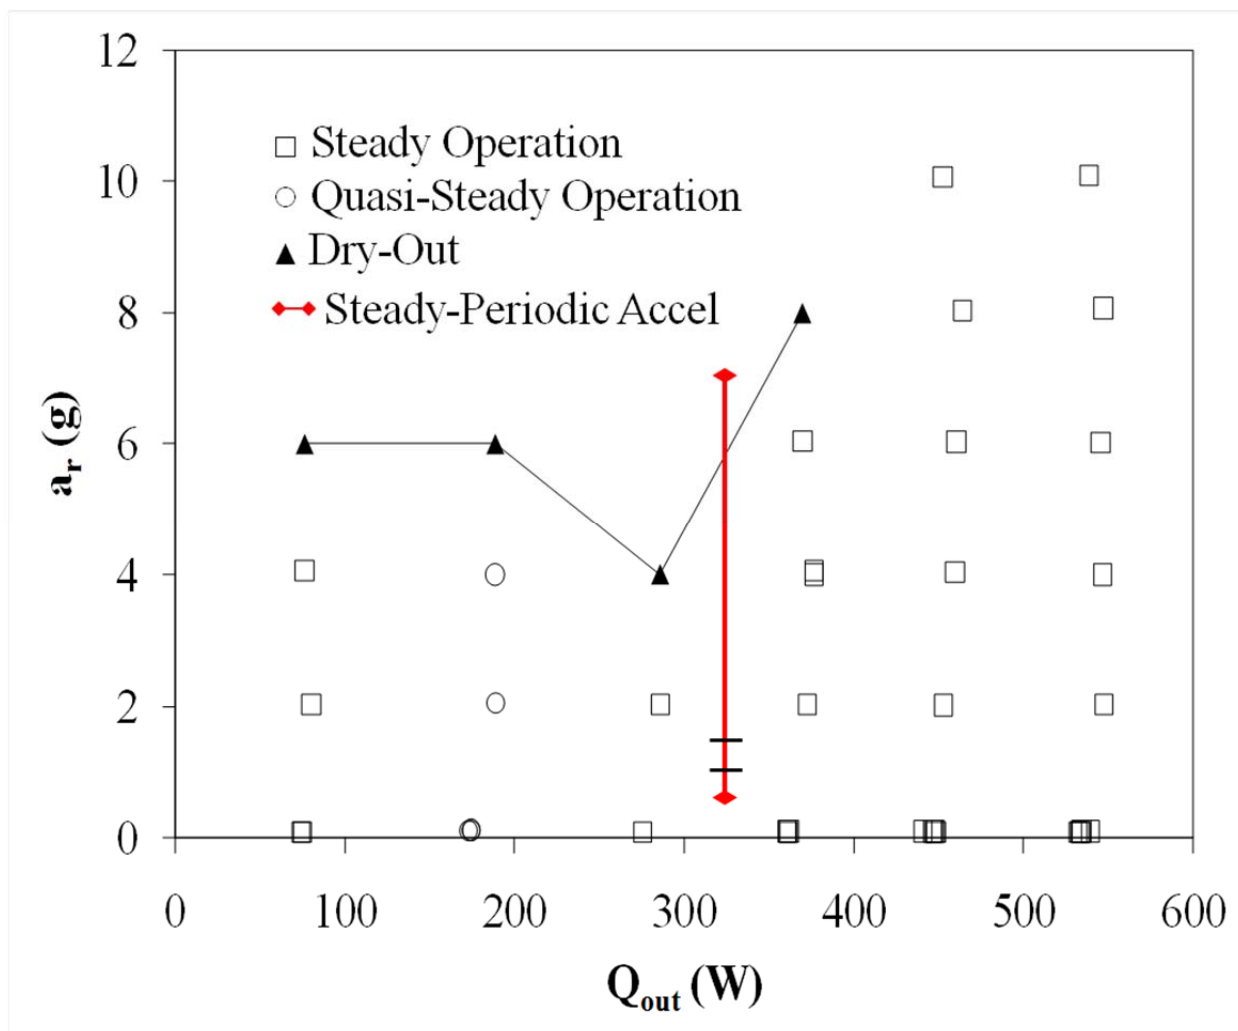 12
10
8
6
4
2
0
Steady Operation
Quasi-Steady Operation
Dry-Out
Steady-Periodic Accel
a_r (g)
0 100 200 300 400 500 600
Q_out (W)